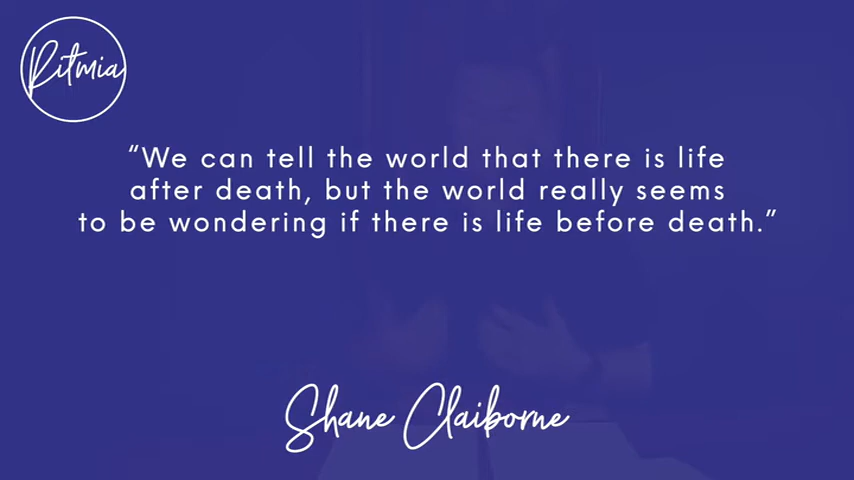 Ritmia
“We can tell the world that there is life
after death, but the world really seems
to be wondering if there is life before death.”
Shane Claiborne